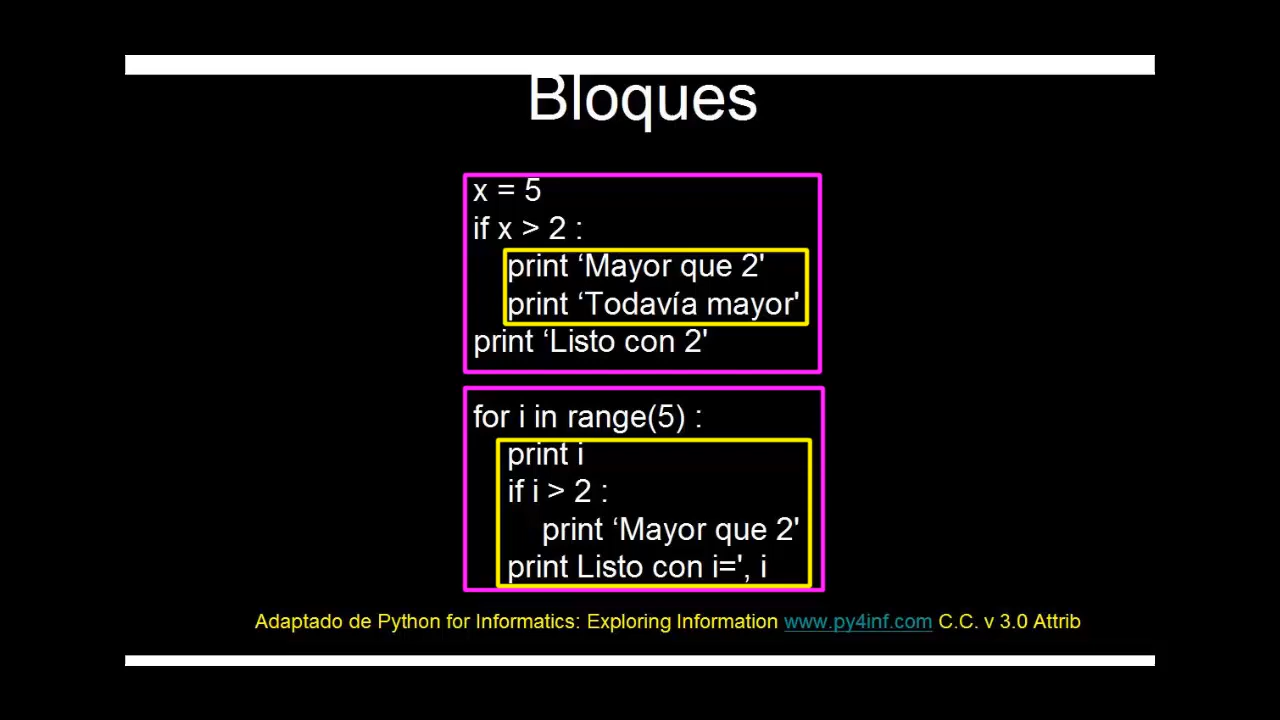 Bloques
x = 5
if x > 2 :
print ‘Mayor que 2'
print ‘Todavía mayor'
print ‘Listo con 2'
for i in range(5) :
print i
if i > 2 :
print ‘Mayor que 2'
print Listo con i=', i
Adaptado de Python for Informatics: Exploring Information www.py4inf.com C.C. v 3.0 Attrib